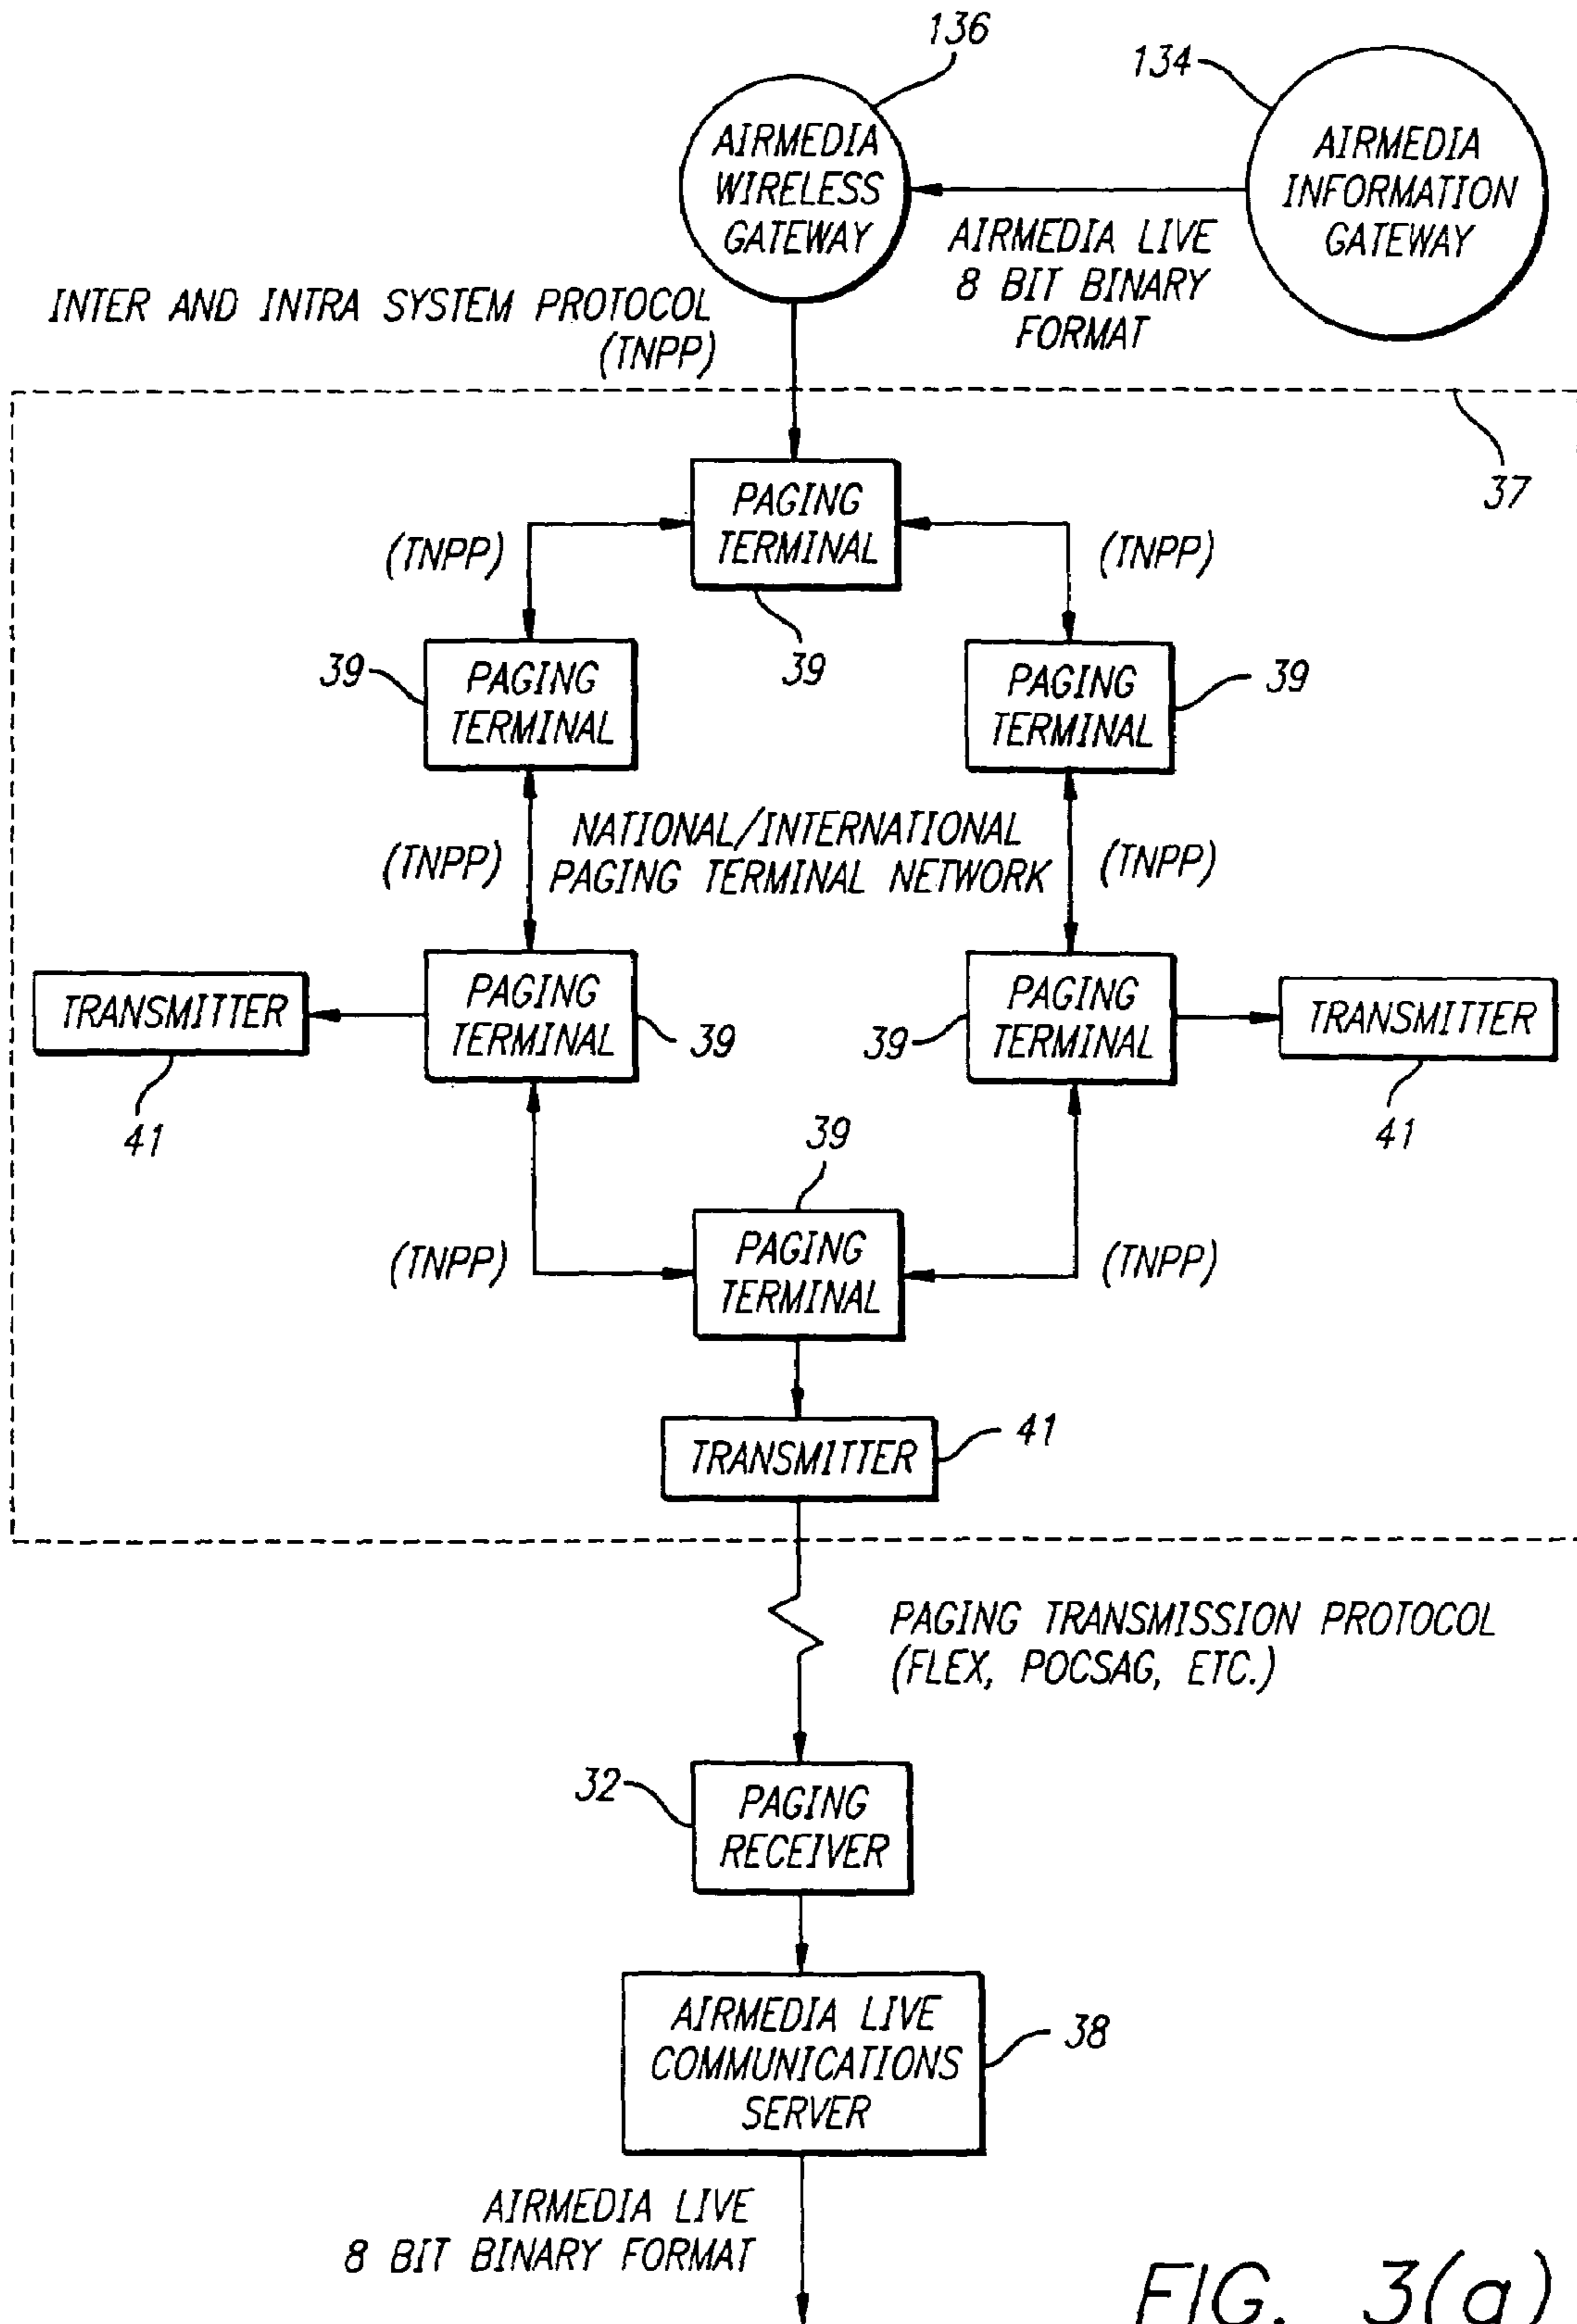 136
134
AIRMEDIA
WIRELESS
GATEWAY
AIRMEDIA
INFORMATION
GATEWAY
AIRMEDIA LIVE
8 BIT BINARY
FORMAT
INTER AND INTRA SYSTEM PROTOCOL
(TNPP)
37
PAGING
TERMINAL
39
(TNPP)
(TNPP)
39
PAGING
TERMINAL
PAGING
TERMINAL
39
(TNPP)
NATIONAL/INTERNATIONAL
PAGING TERMINAL NETWORK
(TNPP)
TRANSMITTER
41
PAGING
TERMINAL
39
39
PAGING
TERMINAL
TRANSMITTER
41
39
(TNPP)
PAGING
TERMINAL
(TNPP)
TRANSMITTER
41
PAGING TRANSMISSION PROTOCOL
(FLEX, POCSAG, ETC.)
32
PAGING
RECEIVER
AIRMEDIA LIVE
COMMUNICATIONS
SERVER
38
AIRMEDIA LIVE
8 BIT BINARY FORMAT
FIG. 3(a)